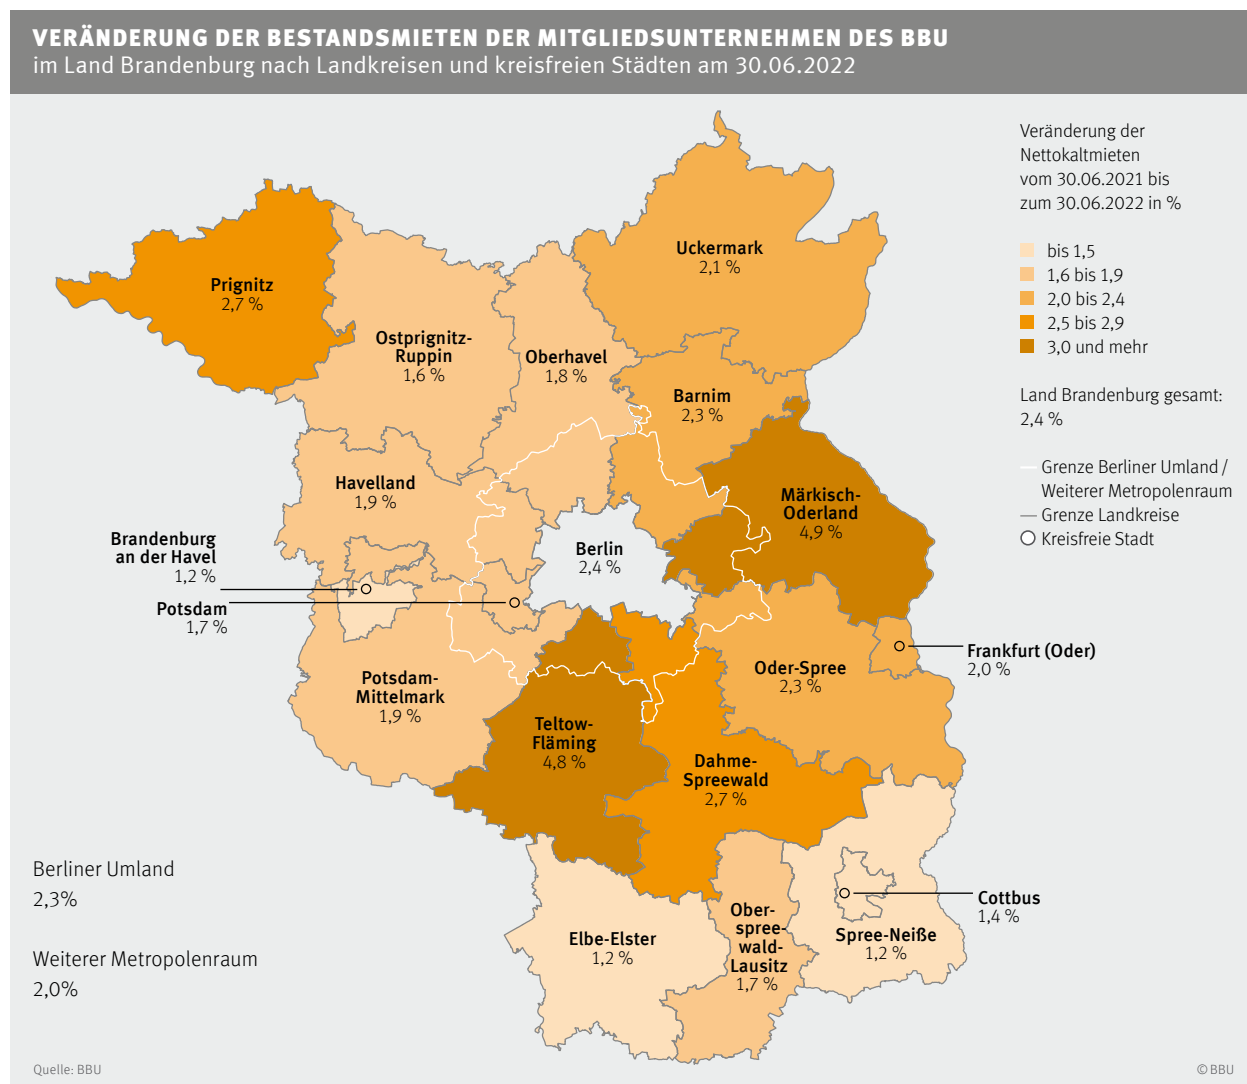 VERÄNDERUNG DER BESTANDSMIETEN DER MITGLIEDSUNTERNEHMEN DES BBU
im Land Brandenburg nach Landkreisen und kreisfreien Städten am 30.06.2022
Veränderung der
Nettokaltmieten
vom 30.06.2021 bis
zum 30.06.2022 in %
bis 1,5
1,6 bis 1,9
2,0 bis 2,4
2,5 bis 2,9
3,0 und mehr
Land Brandenburg gesamt:
2,4 %
Grenze Berliner Umland /
Weiterer Metropolenraum
Grenze Landkreise
Kreisfreie Stadt
Uckermark
2,1 %
Prignitz
2,7 %
Ostprignitz-
Ruppin
1,6 %
Oberhavel
1,8 %
Barnim
2,3 %
Havelland
1,9 %
Märkisch-
Oderland
4,9 %
Brandenburg
an der Havel
1,2 %
Berlin
2,4 %
Potsdam
1,7 %
Frankfurt (Oder)
2,0 %
Oder-Spree
2,3 %
Potsdam-
Mittelmark
1,9 %
Teltow-
Fläming
4,8 %
Dahme-
Spreewald
2,7 %
Berliner Umland
2,3%
Weiterer Metropolenraum
2,0%
Cottbus
1,4 %
Ober-
spree-
wald-
Lausitz
1,7 %
Elbe-Elster
1,2 %
Spree-Neiße
1,2 %
Quelle: BBU
© BBU